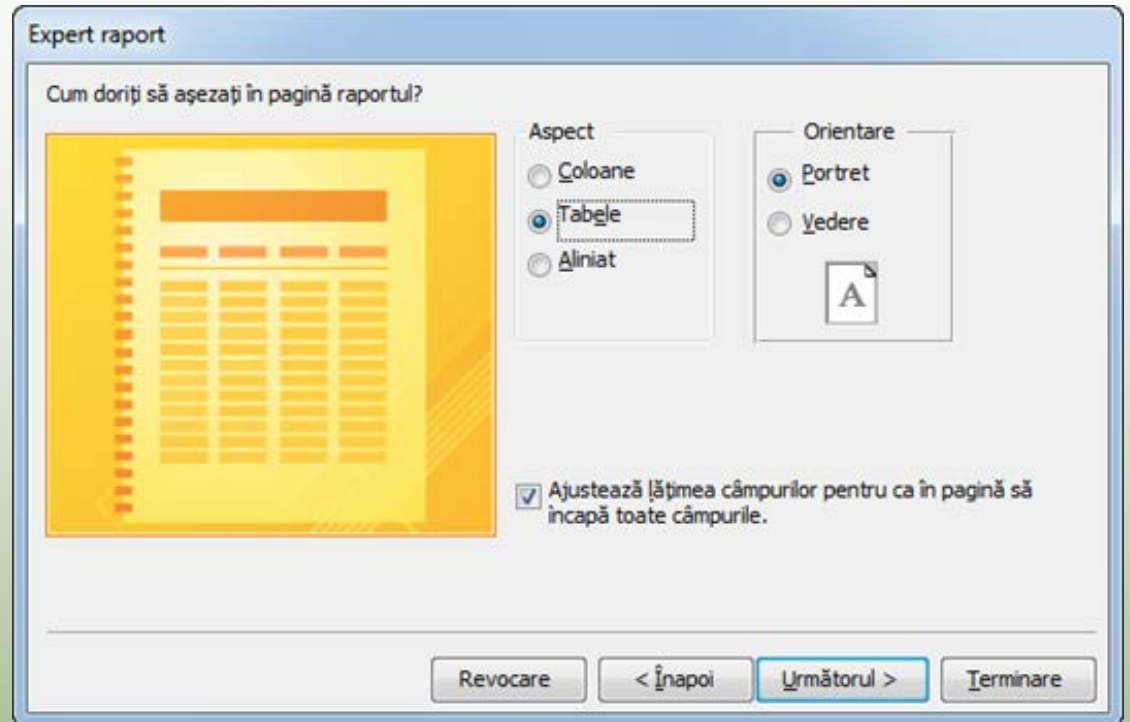 Expert raport
Cum doriți să așezați în pagină raportul?
Aspect
Coloane
Tabele
Aliniat
Orientare
Portret
Vedere
A
Ajustează lățimea câmpurilor pentru ca în pagină să
încapă toate câmpurile.
Revocare
< Înapoi
Următorul >
Terminare